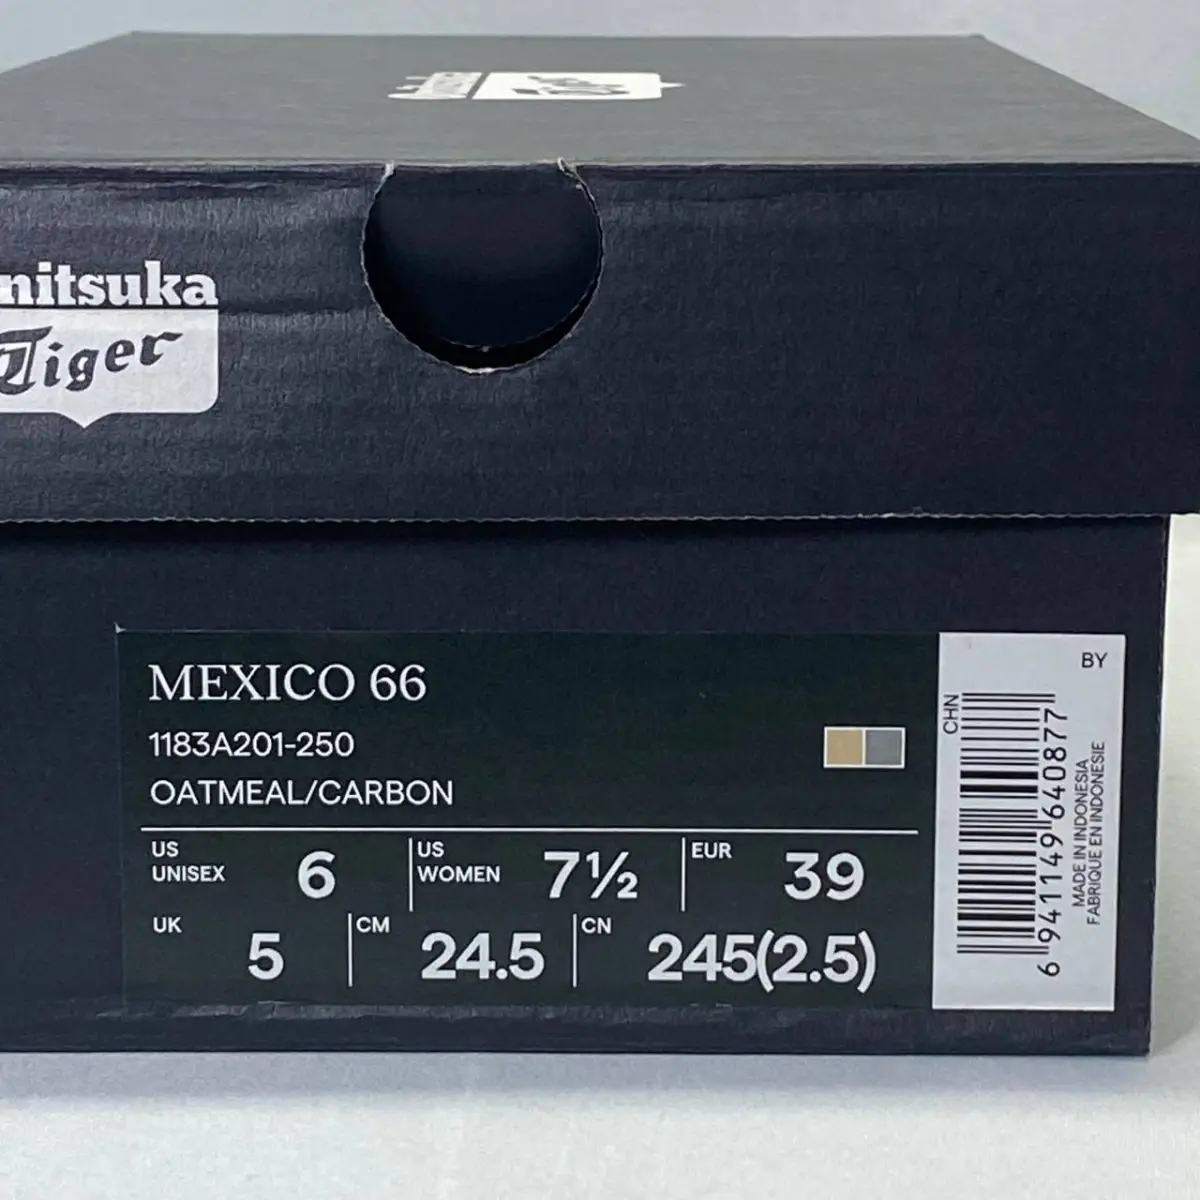 nitsuka
Tiger
MEXICO 66
1183A201-250
OATMEAL/CARBON
US UNISEX 6
US WOMEN 7½
EUR 39
UK 5
CM 24.5
CN 245(2.5)
BY
CHN
6 941149 640877
MADE IN INDONESIA
FABRIQUE EN INDONESIE